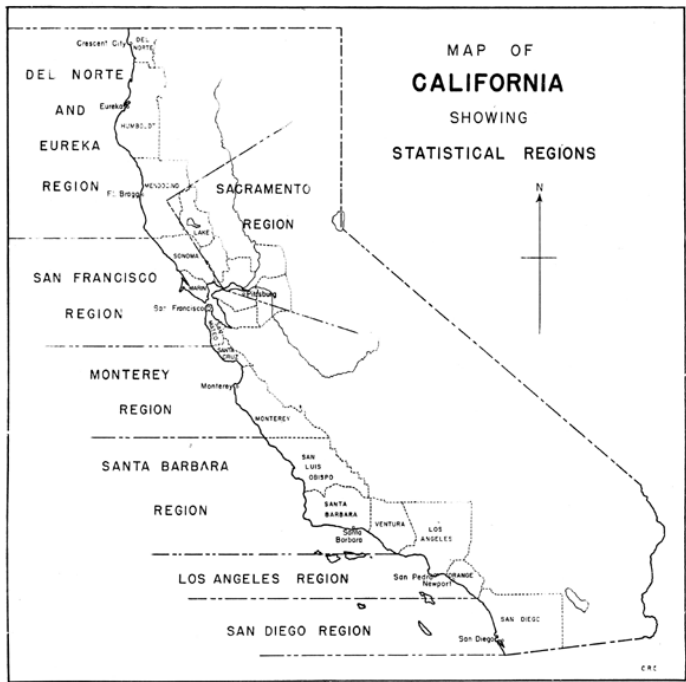 MAP OF
CALIFORNIA
SHOWING
STATISTICAL REGIONS
N
Crescent City
DEL
NORTE
DEL NORTE
AND
EUREKA
REGION
Eureka
HUMBOLDT
MENDOCINO
Ft. Bragg
SACRAMENTO
REGION
LAKE
SONOMA
SAN FRANCISCO
REGION
MARIN
Pittsburg
San Francisco
SAN
MATEO
SANTA
CRUZ
MONTEREY
REGION
Monterey
MONTEREY
SANTA BARBARA
REGION
SAN
LUIS
OBISPO
SANTA
BARBARA
VENTURA
LOS
ANGELES
Santa
Barbara
LOS ANGELES REGION
San Pedro
Newport
ORANGE
SAN DIEGO REGION
SAN DIEGO
San Diego
C.R.C.